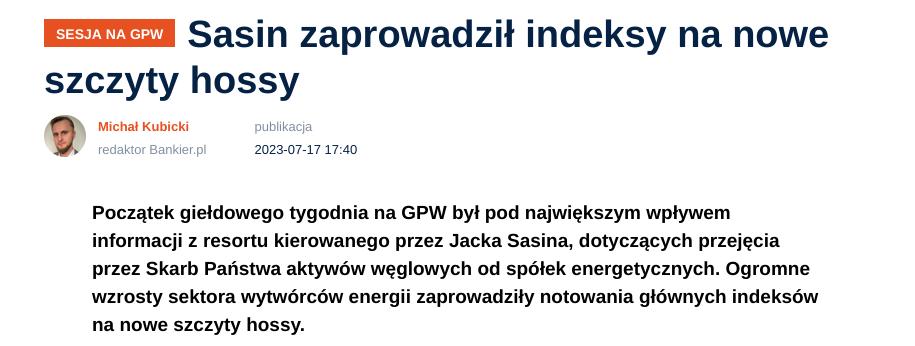 SESJA NA GPW Sasin zaprowadził indeksy na nowe
szczyty hossy
Michał Kubicki publikacja
redaktor Bankier.pl 2023-07-17 17:40
Początek giełdowego tygodnia na GPW był pod największym wpływem
informacji z resortu kierowanego przez Jacka Sasina, dotyczących przejęcia
przez Skarb Państwa aktywów węglowych od spółek energetycznych. Ogromne
wzrosty sektora wytwórców energii zaprowadziły notowania głównych indeksów
na nowe szczyty hossy.